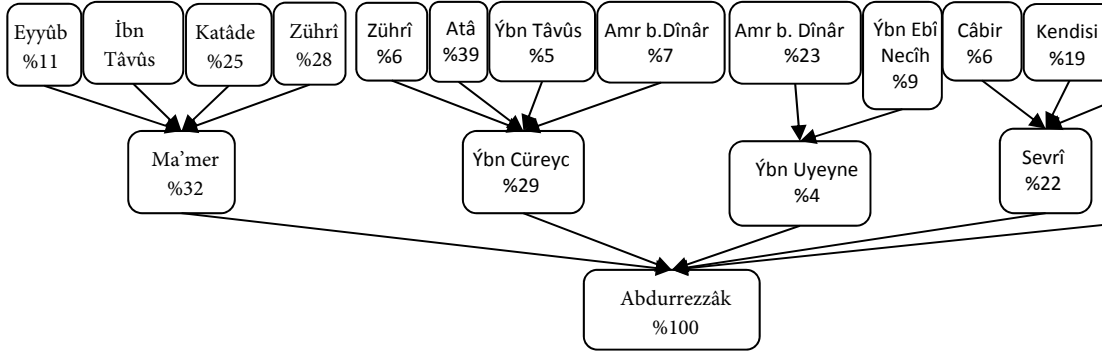 Eyyûb
%11
İbn
Tâvûs
Katâde
%25
Zührî
%28
Zührî
%6
Atâ
%39
Ýbn Tâvûs
%5
Amr b.Dînâr
%7
Amr b. Dînâr
%23
Ýbn Ebî
Necîh
%9
Câbir
%6
Kendisi
%19
Ma’mer
%32
Ýbn Cüreyc
%29
Ýbn Uyeyne
%4
Sevrî
%22
Abdurrezzâk
%100